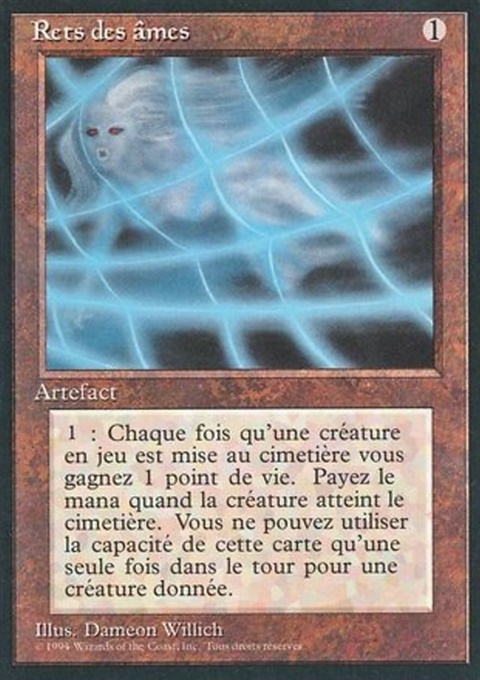 Rets des âmes
1
Artefact
1 : Chaque fois qu'une créature
en jeu est mise au cimetière vous
gagnez 1 point de vie. Payez le
mana quand la créature atteint le
cimetière. Vous ne pouvez utiliser
la capacité de cette carte qu'une
seule fois dans le tour pour une
créature donnée.
Illus. Dameon Willich
© 1994 Wizards of the Coast, Inc. Tous droits réservés